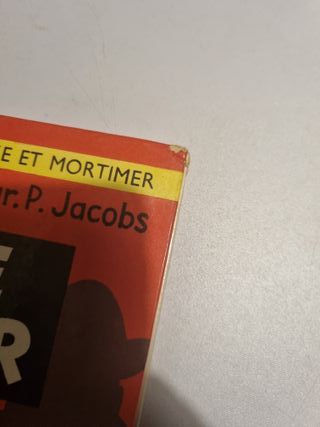 E ET MORTIMER
r. P. Jacobs
E
R